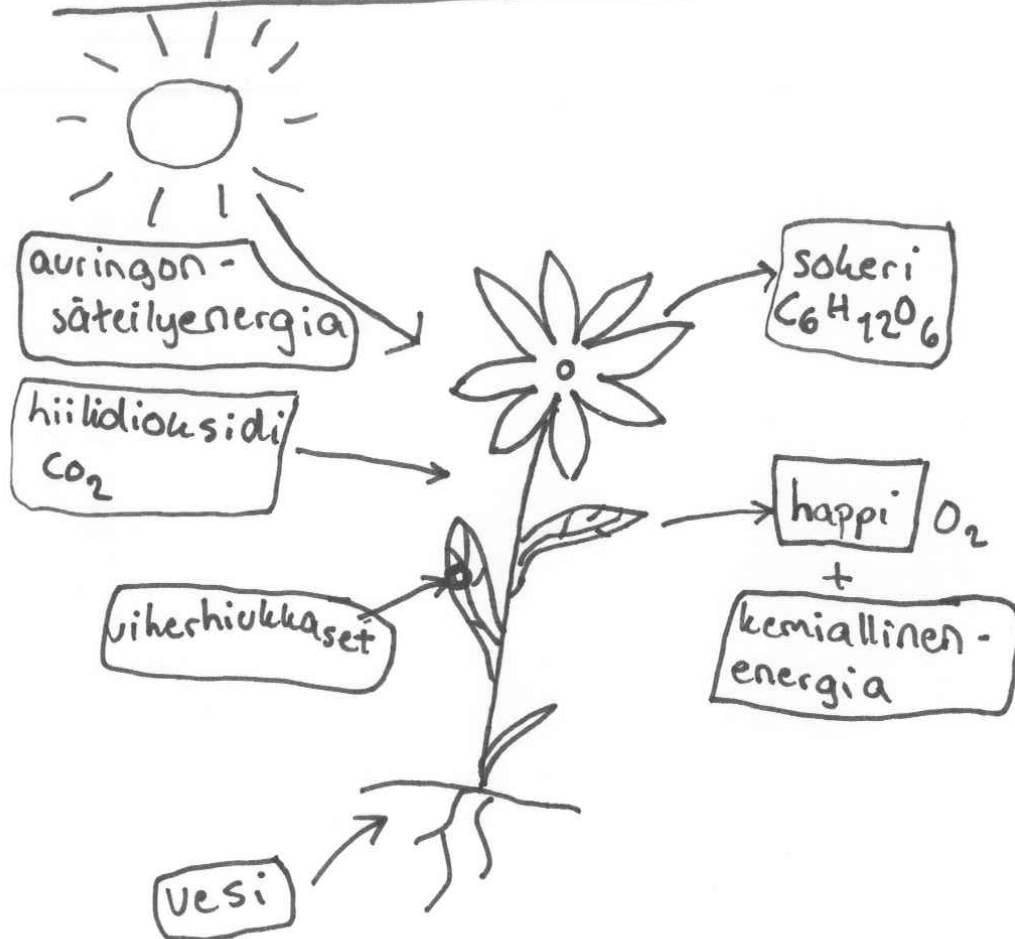 auringon-
säteilyenergia
hiilidioksidi
CO₂
viherhiukkaset
vesi
sokeri
C₆H₁₂O₆
happi O₂
+
kemiallinen-
energia